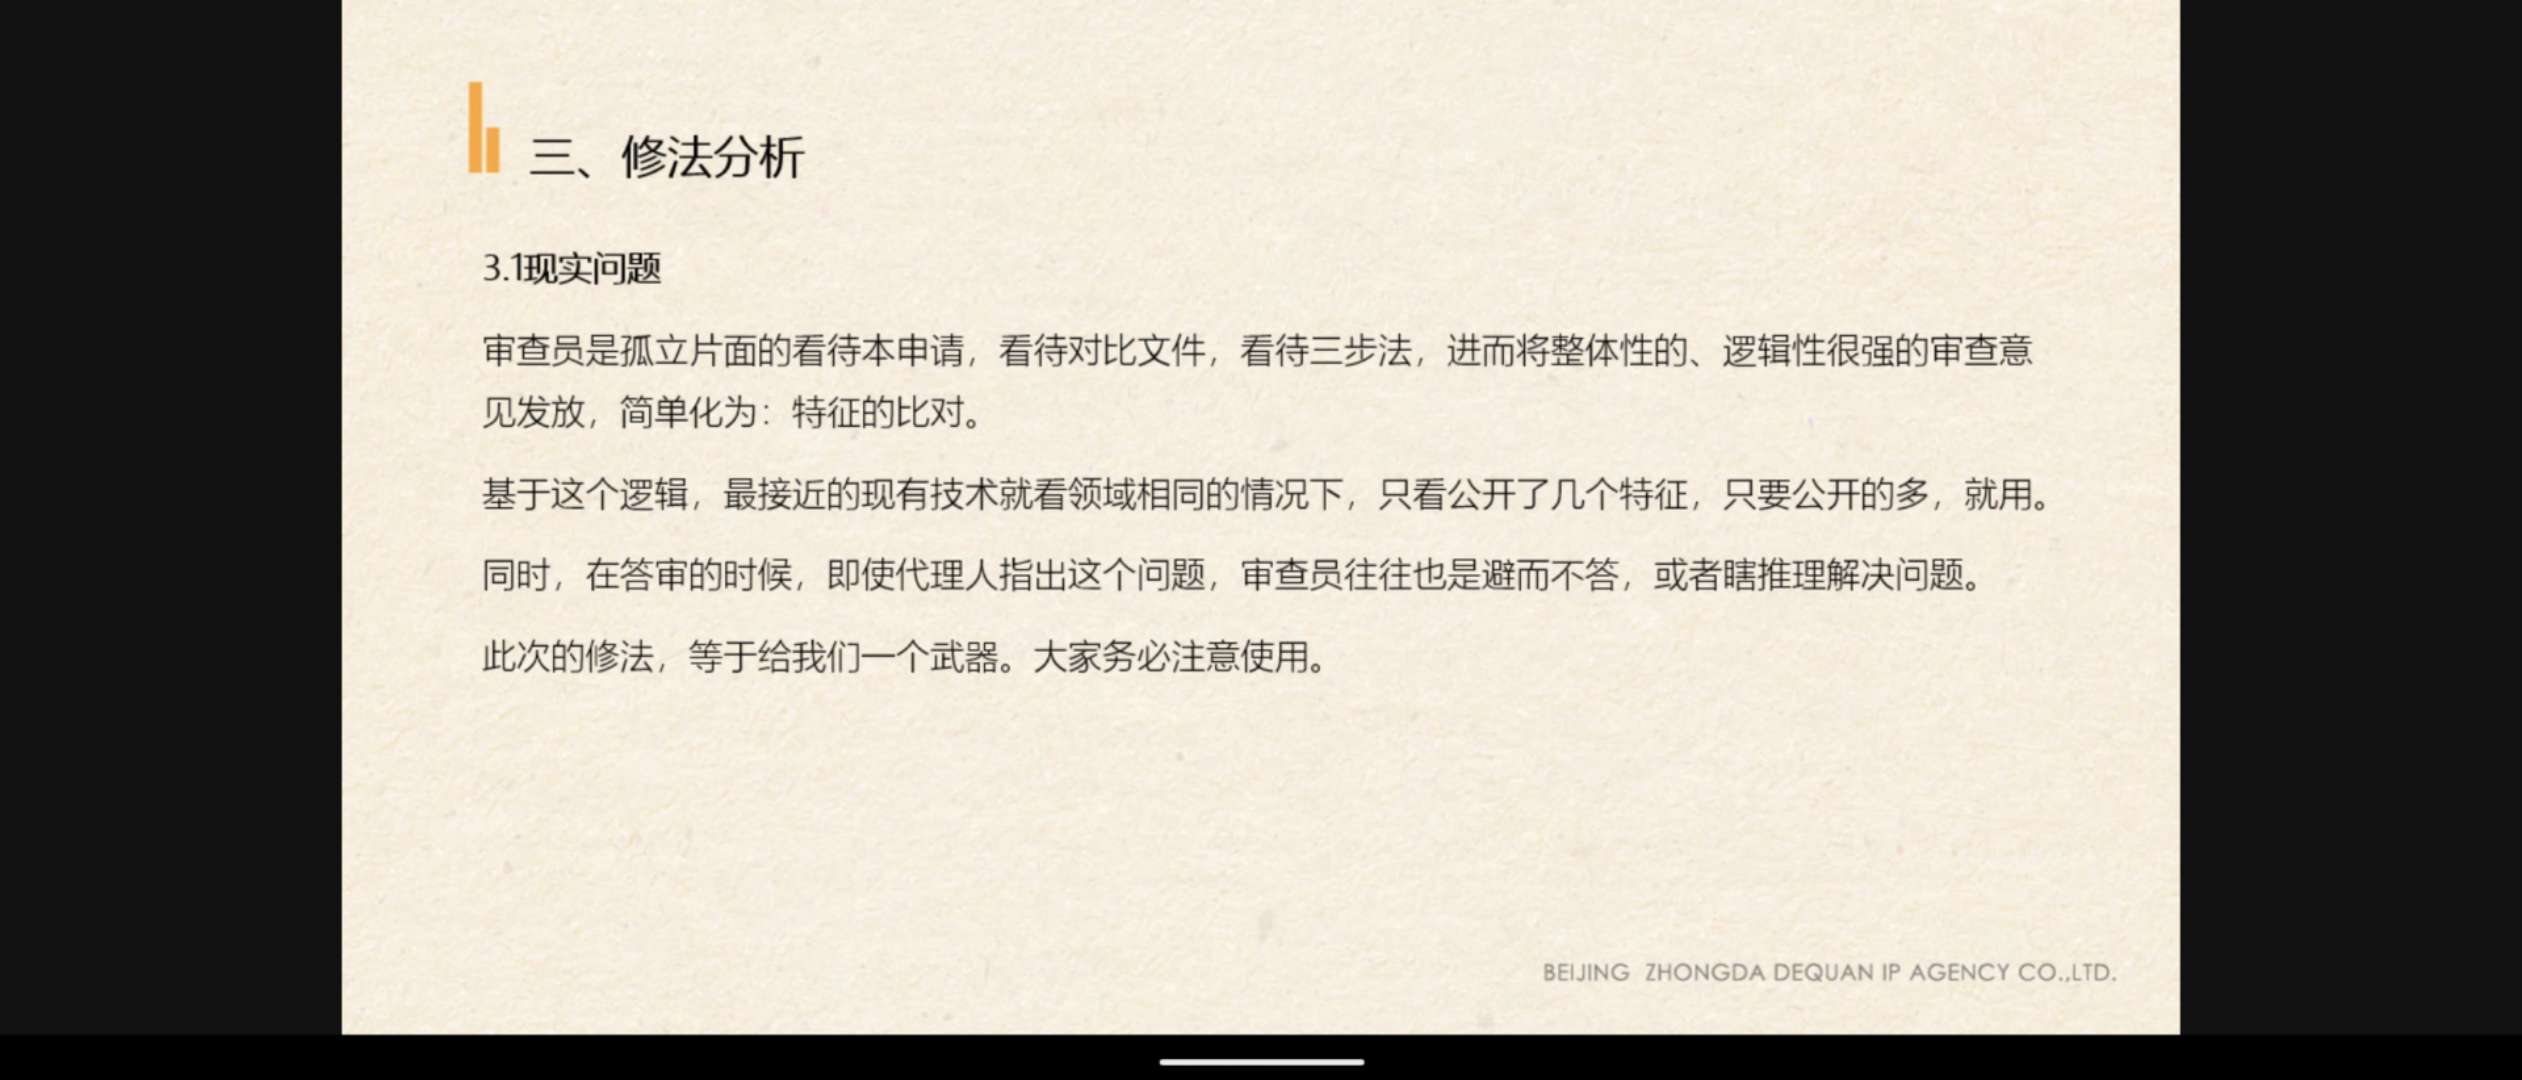 三、修法分析
3.1现实问题
审查员是孤立片面的看待本申请，看待对比文件，看待三步法，进而将整体性的、逻辑性很强的审查意
见发放，简单化为：特征的比对。
基于这个逻辑，最接近的现有技术就看领域相同的情况下，只看公开了几个特征，只要公开的多，就用。
同时，在答审的时候，即使代理人指出这个问题，审查员往往也是避而不答，或者瞎推理解决问题。
此次的修法，等于给我们一个武器。大家务必注意使用。
BEIJING ZHONGDA DEQUAN IP AGENCY CO.,LTD.